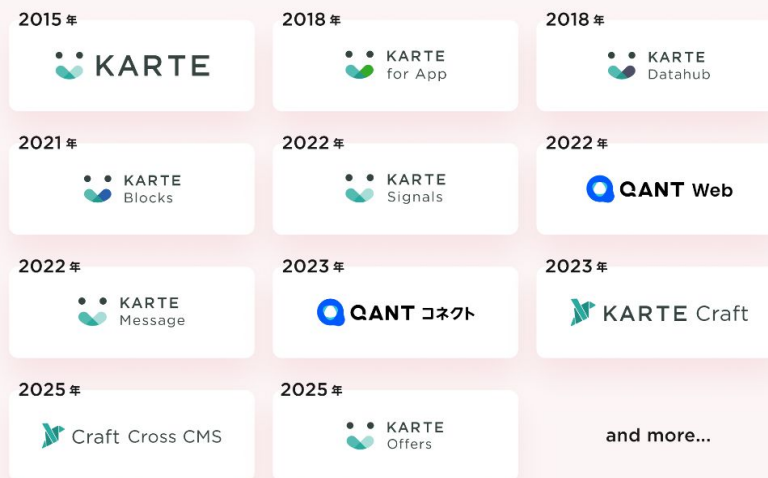 2015年
KARTE
2018年
KARTE
for App
2018年
KARTE
Datahub
2021年
KARTE
Blocks
2022年
KARTE
Signals
2022年
QANT Web
2022年
KARTE
Message
2023年
QANT コネクト
2023年
KARTE Craft
2025年
Craft Cross CMS
2025年
KARTE
Offers
and more...